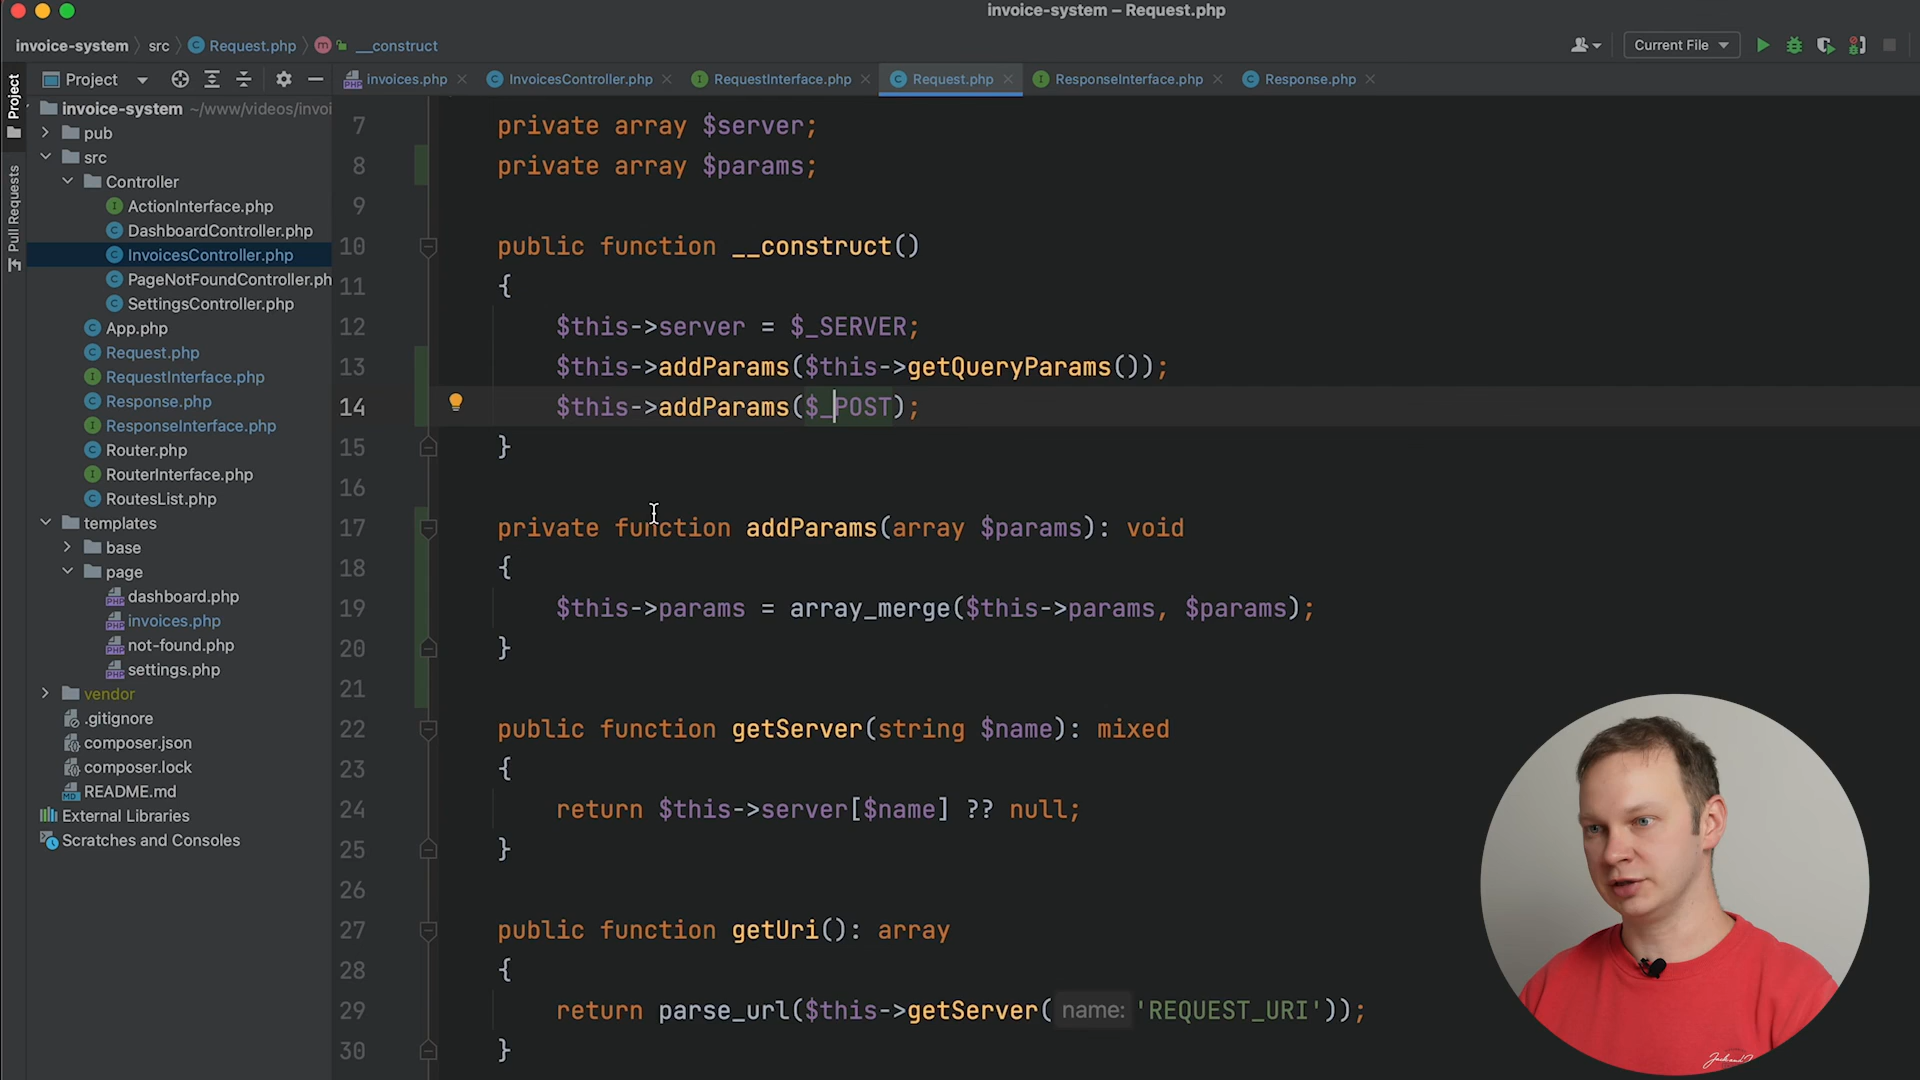 invoice-system – Request.php
invoice-system
src
Request.php
__construct
Current File
Project
Pull Requests
Project
invoices.php
InvoicesController.php
RequestInterface.php
Request.php
ResponseInterface.php
Response.php
invoice-system ~/www/videos/invoi
pub
src
Controller
ActionInterface.php
DashboardController.php
InvoicesController.php
PageNotFoundController.ph
SettingsController.php
App.php
Request.php
RequestInterface.php
Response.php
ResponseInterface.php
Router.php
RouterInterface.php
RoutesList.php
templates
base
page
dashboard.php
invoices.php
not-found.php
settings.php
vendor
.gitignore
composer.json
composer.lock
README.md
External Libraries
Scratches and Consoles
7 private array $server;
8 private array $params;
9
10 public function __construct()
11 {
12 $this->server = $_SERVER;
13 $this->addParams($this->getQueryParams());
14 $this->addParams($_POST);
15 }
16
17 private function addParams(array $params): void
18 {
19 $this->params = array_merge($this->params, $params);
20 }
21
22 public function getServer(string $name): mixed
23 {
24 return $this->server[$name] ?? null;
25 }
26
27 public function getUri(): array
28 {
29 return parse_url($this->getServer( name: 'REQUEST_URI'));
30 }